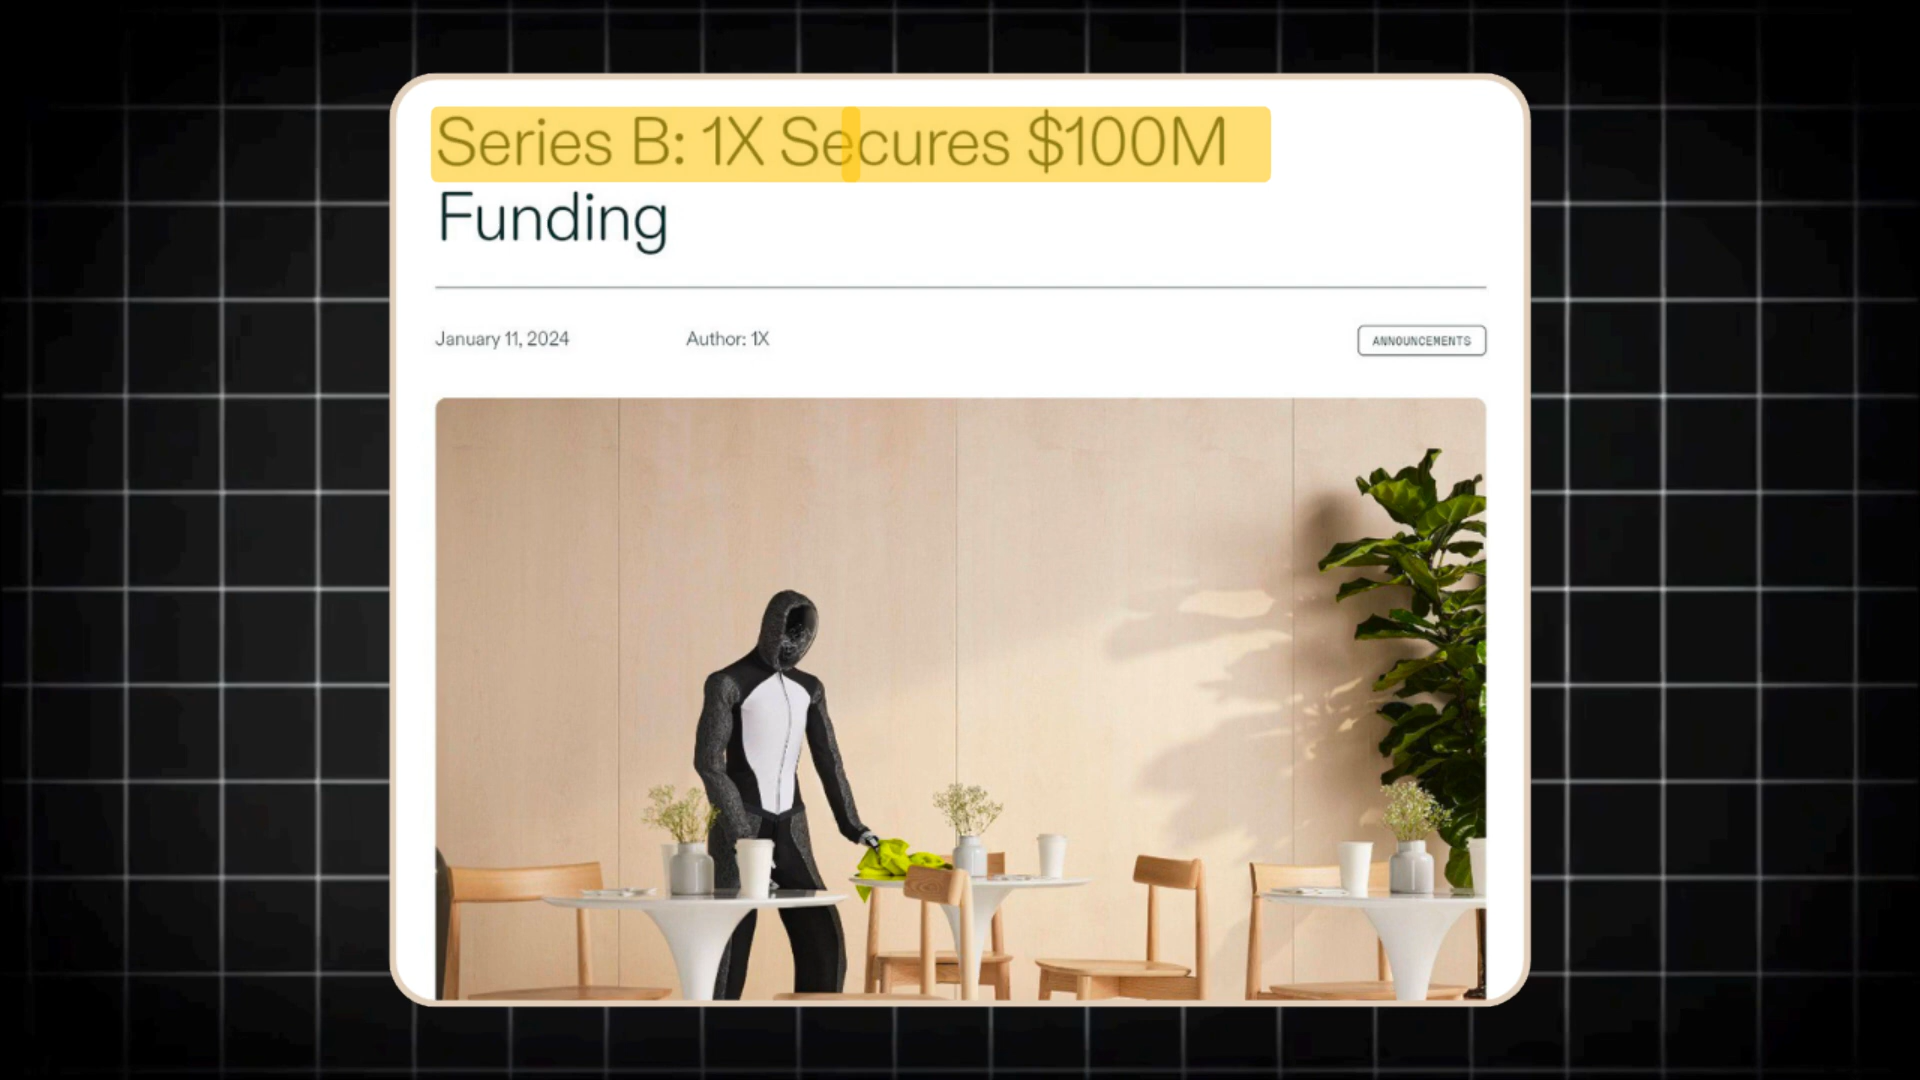 Series B: 1X Secures $100M
Funding
January 11, 2024
Author: 1X
ANNOUNCEMENTS